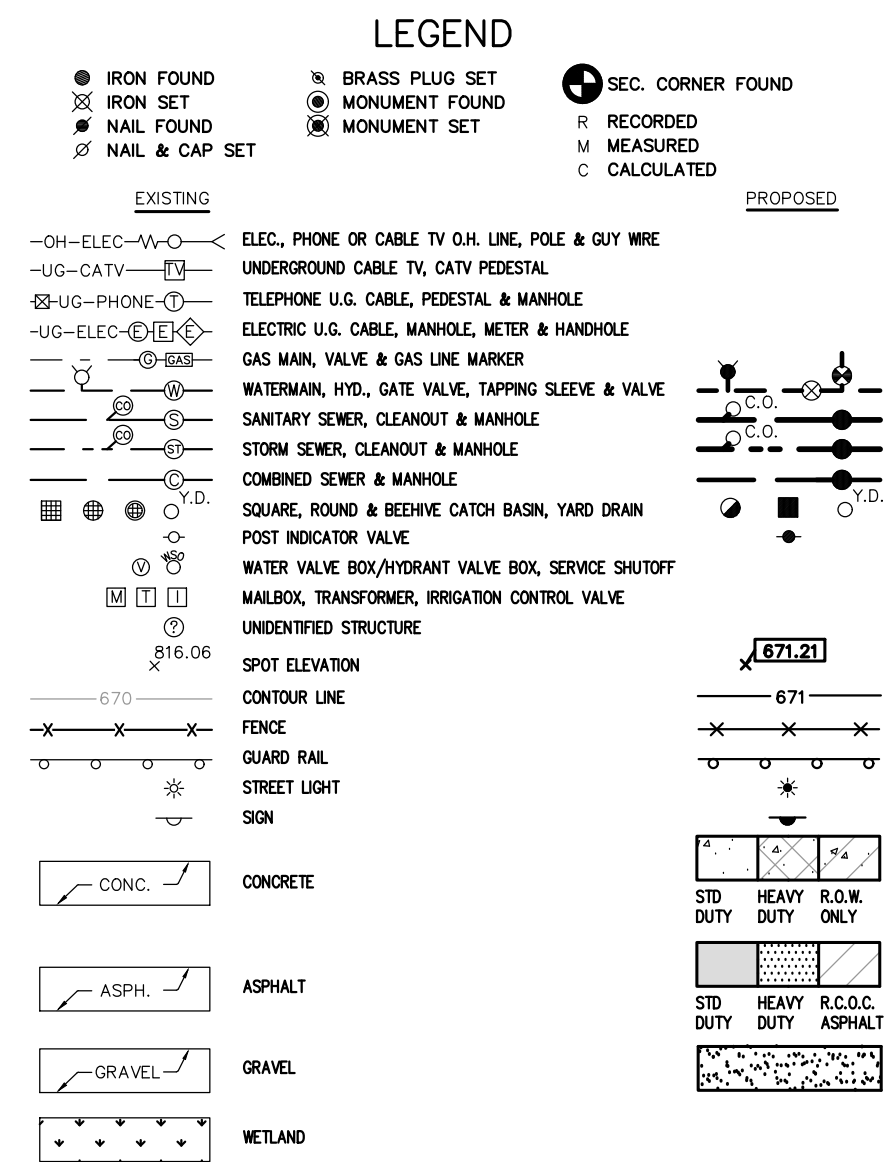 LEGEND
IRON FOUND
IRON SET
NAIL FOUND
NAIL & CAP SET
BRASS PLUG SET
MONUMENT FOUND
MONUMENT SET
SEC. CORNER FOUND
R RECORDED
M MEASURED
C CALCULATED
EXISTING PROPOSED
OH-ELEC ELEC., PHONE OR CABLE TV O.H. LINE, POLE & GUY WIRE
UG-CATV TV UNDERGROUND CABLE TV, CATV PEDESTAL
UG-PHONE T TELEPHONE U.G. CABLE, PEDESTAL & MANHOLE
UG-ELEC E E E ELECTRIC U.G. CABLE, MANHOLE, METER & HANDHOLE
G GAS GAS MAIN, VALVE & GAS LINE MARKER
W WATERMAIN, HYD., GATE VALVE, TAPPING SLEEVE & VALVE
CO S SANITARY SEWER, CLEANOUT & MANHOLE C.O.
CO ST STORM SEWER, CLEANOUT & MANHOLE C.O.
C COMBINED SEWER & MANHOLE
Y.D. SQUARE, ROUND & BEEHIVE CATCH BASIN, YARD DRAIN Y.D.
POST INDICATOR VALVE
V WSO WATER VALVE BOX/HYDRANT VALVE BOX, SERVICE SHUTOFF
M T I MAILBOX, TRANSFORMER, IRRIGATION CONTROL VALVE
? UNIDENTIFIED STRUCTURE
816.06 SPOT ELEVATION 671.21
670 CONTOUR LINE 671
FENCE
GUARD RAIL
STREET LIGHT
SIGN
CONC. CONCRETE
STD DUTY
HEAVY DUTY
R.O.W. ONLY
ASPH. ASPHALT
STD DUTY
HEAVY DUTY
R.C.O.C. ASPHALT
GRAVEL GRAVEL
WETLAND